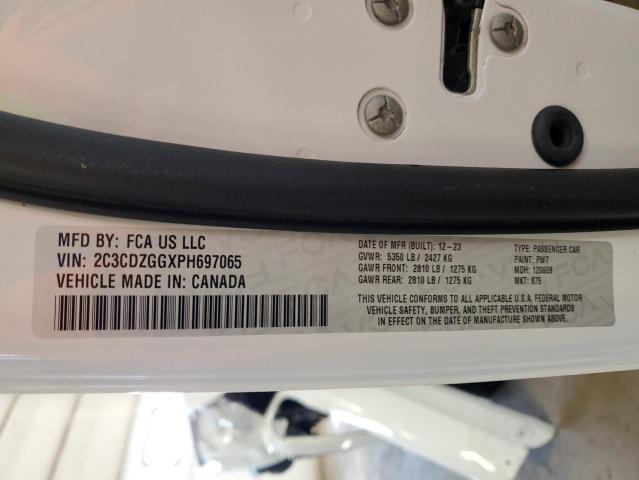 MFD BY: FCA US LLC
VIN: 2C3CDZGGXPH697065
VEHICLE MADE IN: CANADA
DATE OF MFR (BUILT): 12-23
GVWR: 5350 LB / 2427 KG
GAWR FRONT: 2810 LB / 1275 KG
GAWR REAR: 2810 LB / 1275 KG
TYPE: PASSENGER CAR
PAINT: PW7
MDH: 120609
MKT: 875
THIS VEHICLE CONFORMS TO ALL APPLICABLE U.S.A. FEDERAL MOTOR
VEHICLE SAFETY, BUMPER, AND THEFT PREVENTION STANDARDS
IN EFFECT ON THE DATE OF MANUFACTURE SHOWN ABOVE.